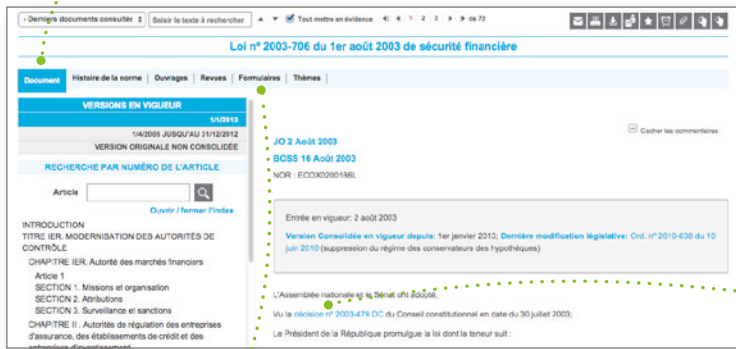 - Derniers documents consultés
Saisir le texte à rechercher
Tout mettre en évidence
1 2 3
de 72
Loi nº 2003-706 du 1er août 2003 de sécurité financière
Document
Histoire de la norme | Ouvrages | Revues | Formulaires | Thèmes |
VERSIONS EN VIGUEUR
1/1/2013
1/4/2006 JUSQU'AU 31/12/2012
VERSION ORIGINALE NON CONSOLIDÉE
RECHERCHE PAR NUMÉRO DE L'ARTICLE
Article
Ouvrir / fermer l'index
INTRODUCTION
TITRE IER. MODERNISATION DES AUTORITÉS DE
CONTRÔLE
CHAPITRE IER. Autorité des marchés financiers
Article 1
SECTION 1. Missions et organisation
SECTION 2. Attributions
SECTION 3. Surveillance et sanctions
CHAPITRE II. Autorités de régulation des entreprises
d'assurance, des établissements de crédit et des
entreprises d'investissement
Cacher les commentaires
JO 2 Août 2003
BOSS 16 Août 2003
NOR : ECOX0200186L
Entrée en vigueur: 2 août 2003
Version Consolidée en vigueur depuis: 1er janvier 2013; Dernière modification législative: Ord. nº 2010-638 du 10
juin 2010 (suppression du régime des conservateurs des hypothèques)
L'Assemblée nationale et le Sénat ont adopté,
Vu la décision nº 2003-479 DC du Conseil constitutionnel en date du 30 juillet 2003;
Le Président de la République promulgue la loi dont la teneur suit :